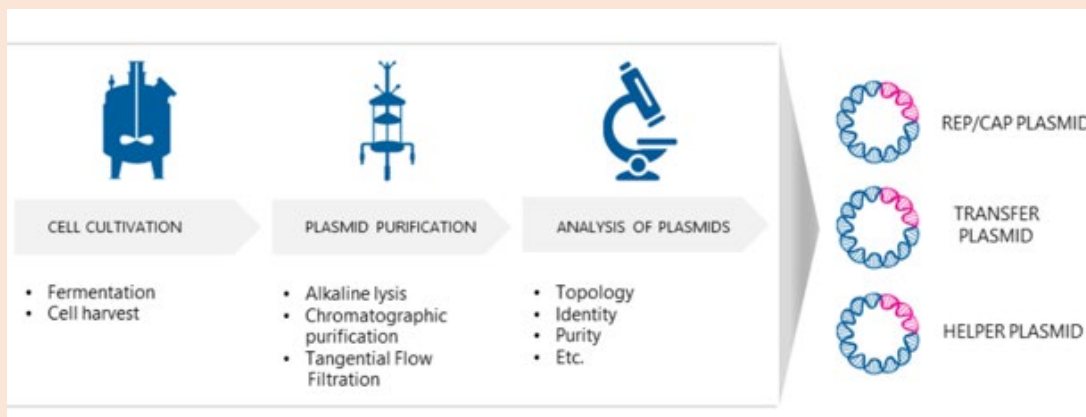 CELL CULTIVATION
• Fermentation
• Cell harvest
PLASMID PURIFICATION
• Alkaline lysis
• Chromatographic
purification
• Tangential Flow
Filtration
ANALYSIS OF PLASMIDS
• Topology
• Identity
• Purity
• Etc.
REP/CAP PLASMID
TRANSFER
PLASMID
HELPER PLASMID